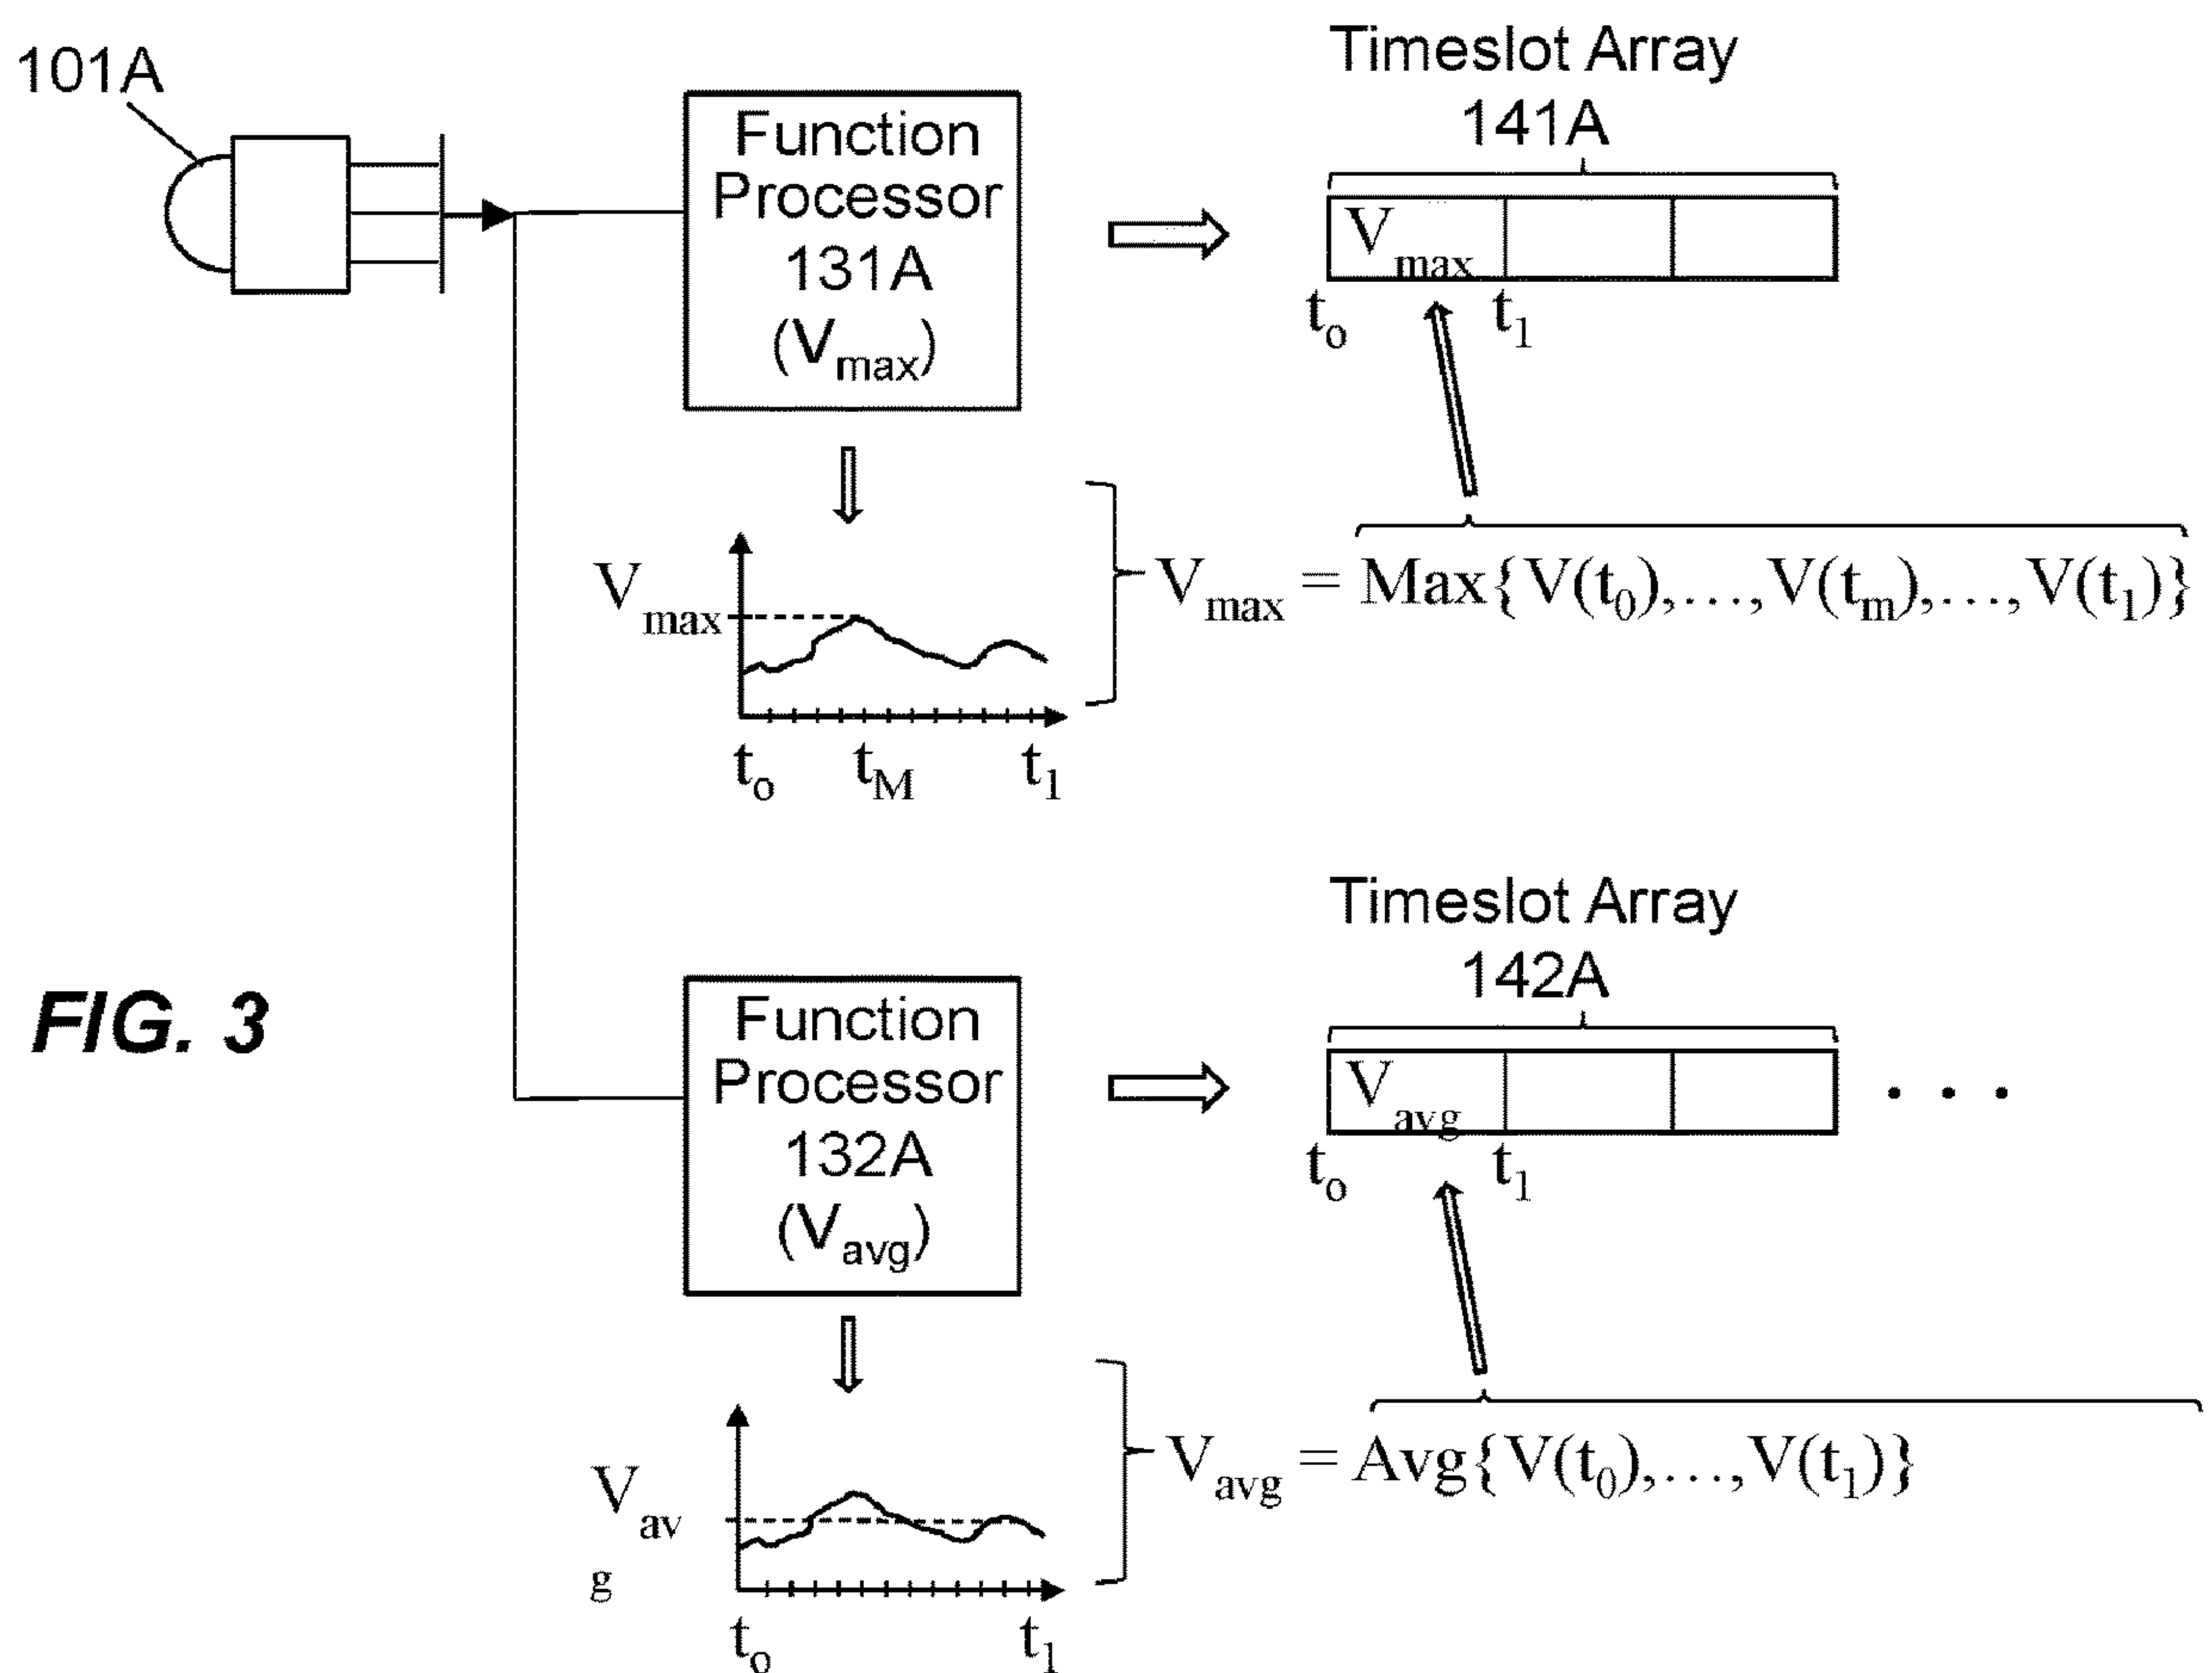 101A
Timeslot Array
141A
Function
Processor
131A
(Vmax)
Vmax
to t1
Vmax
Vmax = Max{V(t0),…,V(tm),…,V(t1)}
to tM t1
Timeslot Array
142A
FIG. 3
Function
Processor
132A
(Vavg)
Vavg
. . .
to t1
Vav
g
Vavg = Avg{V(t0),…,V(t1)}
to t1